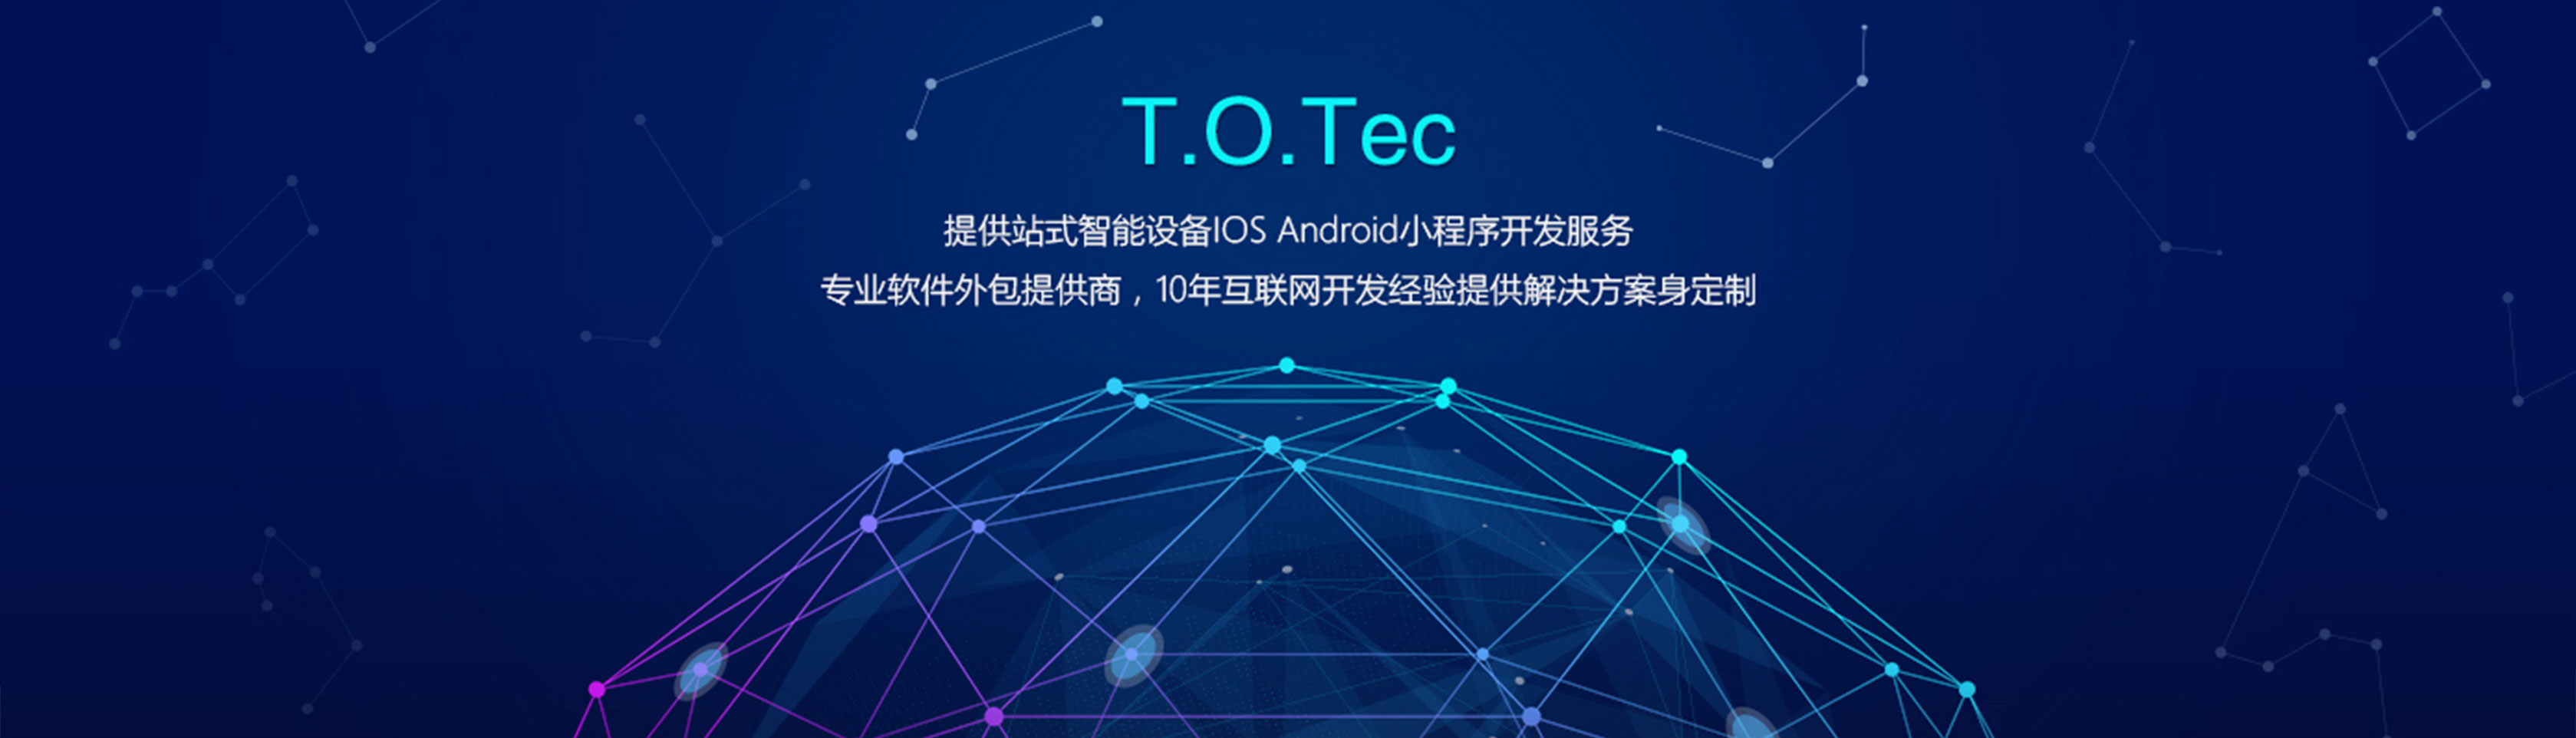 T.O.Tec
提供站式智能设备IOS Android小程序开发服务
专业软件外包提供商，10年互联网开发经验提供解决方案身定制